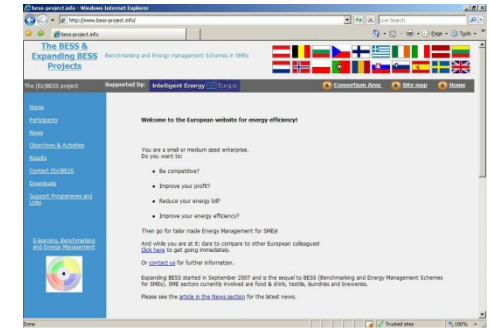 bess-project.info - Windows Internet Explorer
http://www.bess-project.info/
Live Search
bess-project.info
Page
Tools
The BESS &
Expanding BESS
Projects
Benchmarking and Energy management Schemes in SMEs
The (Ex)BESS project
Supported by: Intelligent Energy Europe
Consortium Area
Site map
Home
Home
Participants
News
Objectives & Activities
Results
Contact (Ex)BESS
Downloads
Support Programmes and
Links
E-learning, Benchmarking
and Energy Management
Welcome to the European website for energy efficiency!
You are a small or medium sized enterprise.
Do you want to:
• Be competitive?
• Improve your profit?
• Reduce your energy bill?
• Improve your energy efficiency?
Then go for tailor made Energy Management for SMEs!
And while you are at it: dare to compare to other European colleagues!
Click here to get going immediately.
Or contact us for further information.
Expanding BESS started in September 2007 and is the sequel to BESS (Benchmarking and Energy Management Schemes
for SMEs). SME sectors currently involved are food & drink, textile, laundries and breweries.
Please see the article in the News section for the latest news.
Done
Trusted sites
100%